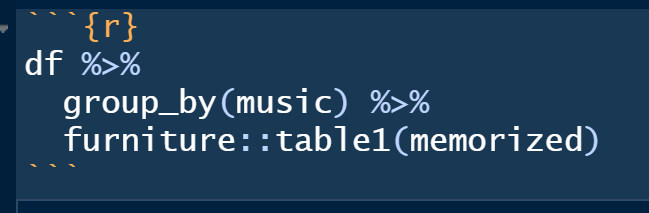 ```{r}
df %>%
  group_by(music) %>%
  furniture::table1(memorized)
```